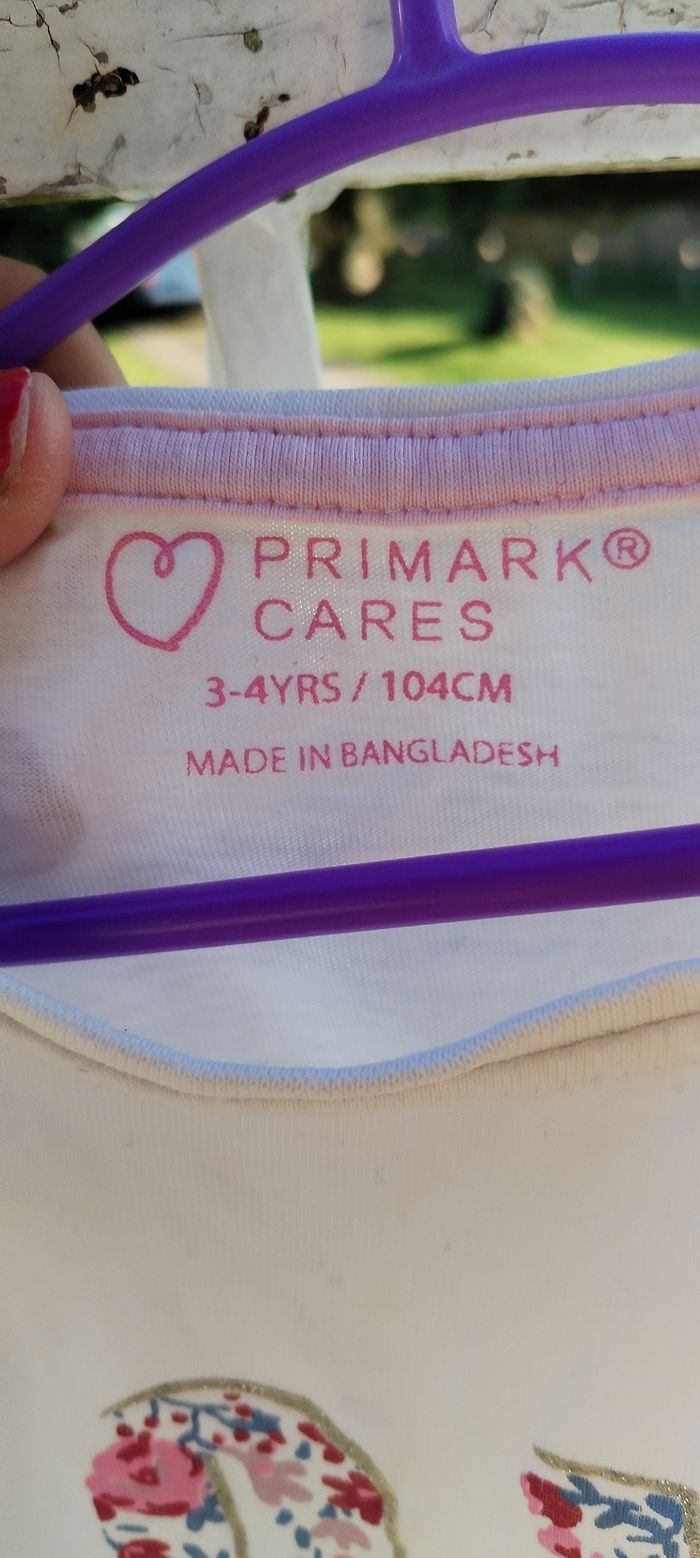 PRIMARK®
CARES
3-4YRS / 104CM
MADE IN BANGLADESH